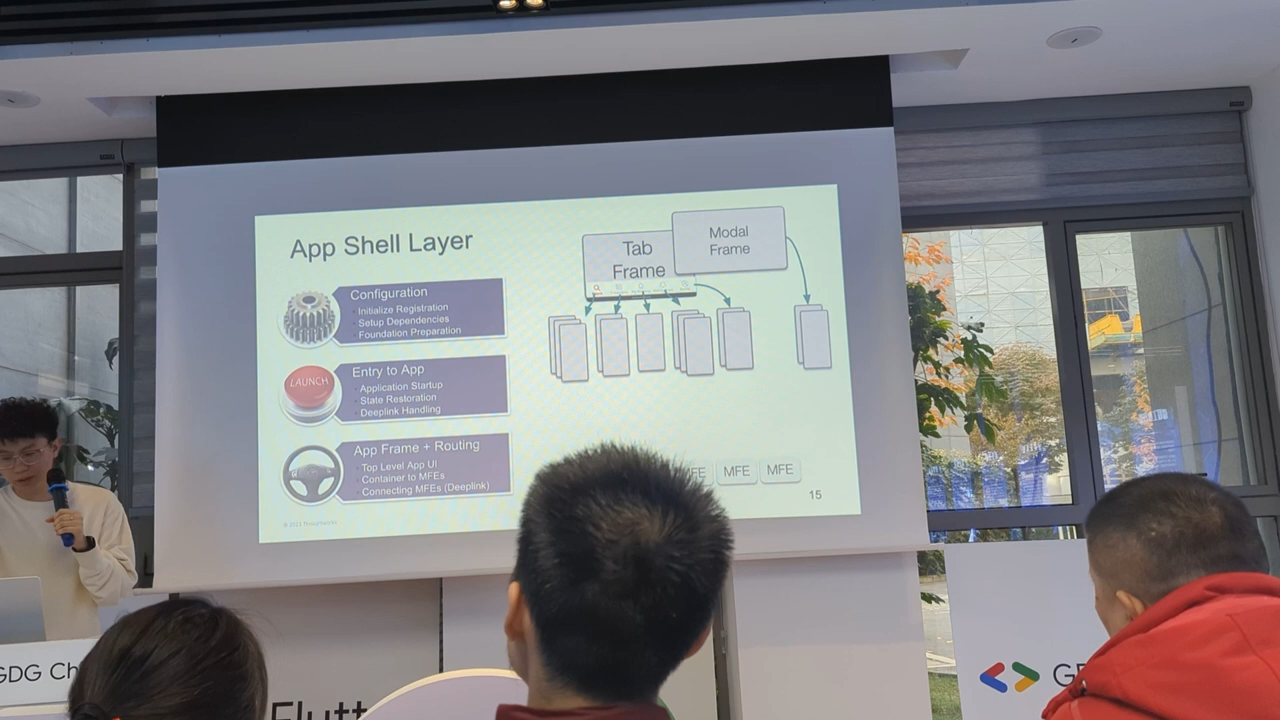 App Shell Layer
Configuration
Initialize Registration
Setup Dependencies
Foundation Preparation
LAUNCH
Entry to App
Application Startup
State Restoration
Deeplink Handling
App Frame + Routing
Top Level App UI
Container to MFEs
Connecting MFEs (Deeplink)
Tab
Frame
Modal
Frame
MFE
MFE
15
GDG